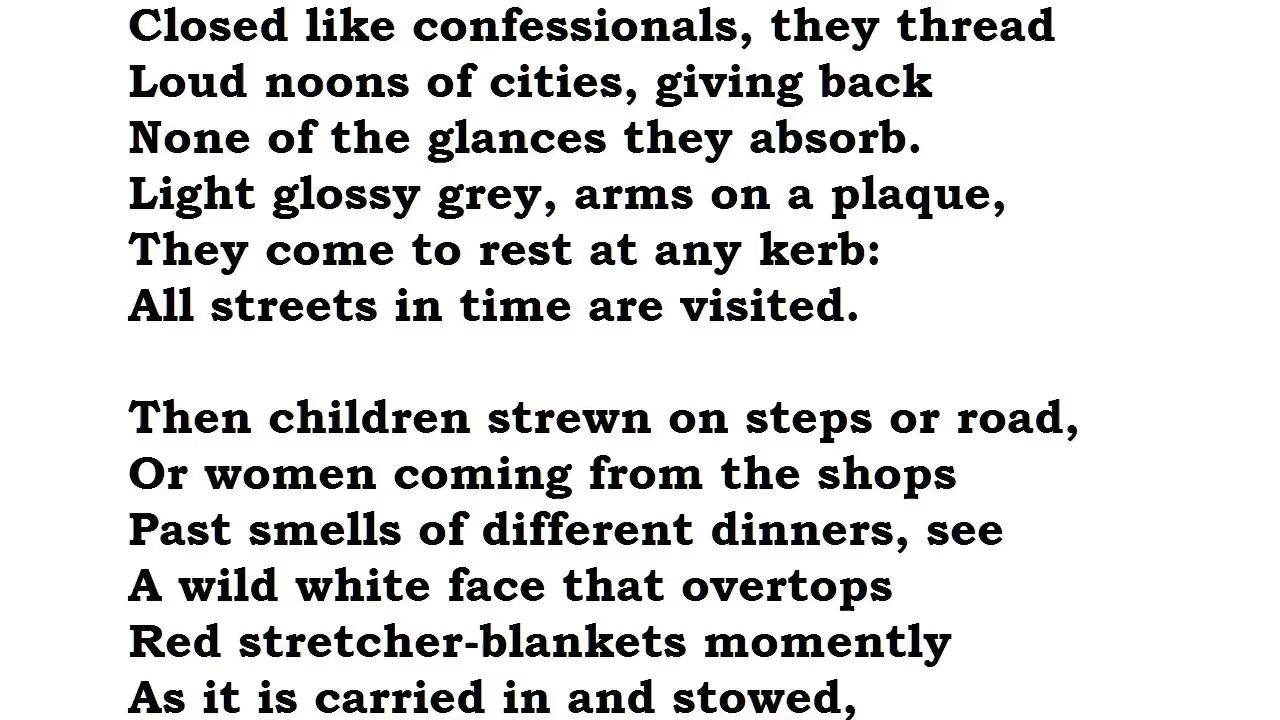 Closed like confessionals, they thread
Loud noons of cities, giving back
None of the glances they absorb.
Light glossy grey, arms on a plaque,
They come to rest at any kerb:
All streets in time are visited.
Then children strewn on steps or road,
Or women coming from the shops
Past smells of different dinners, see
A wild white face that overtops
Red stretcher-blankets momently
As it is carried in and stowed,